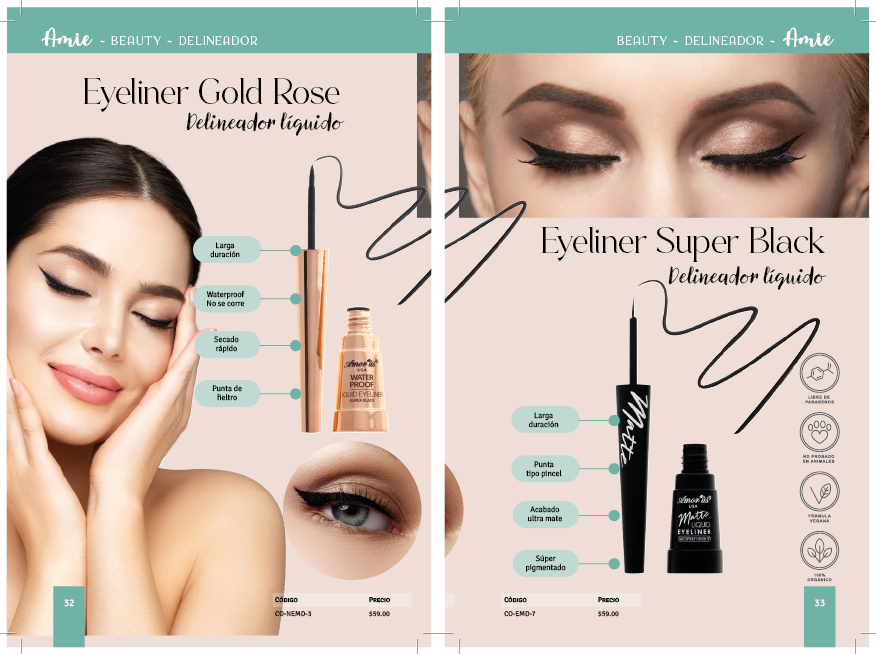 Amie ~ BEAUTY ~ DELINEADOR
Eyeliner Gold Rose
Delineador líquido
Larga
duración
Waterproof
No se corre
Secado
rápido
Punta de
fieltro
Amor us
USA
WATER
PROOF
LIQUID EYELINER
SUPER BLACK
CÓDIGO PRECIO
CO-NEMD-3 $59.00
32
BEAUTY ~ DELINEADOR ~ Amie
Eyeliner Super Black
Delineador líquido
Larga
duración
Punta
tipo pincel
Acabado
ultra mate
Súper
pigmentado
Matte
Amor us
USA
Matte
LIQUID
EYELINER
LIBRE DE
PARABENOS
NO PROBADO
EN ANIMALES
FÓRMULA
VEGANA
100%
ORGÁNICO
CÓDIGO PRECIO
CO-EMD-7 $59.00
33